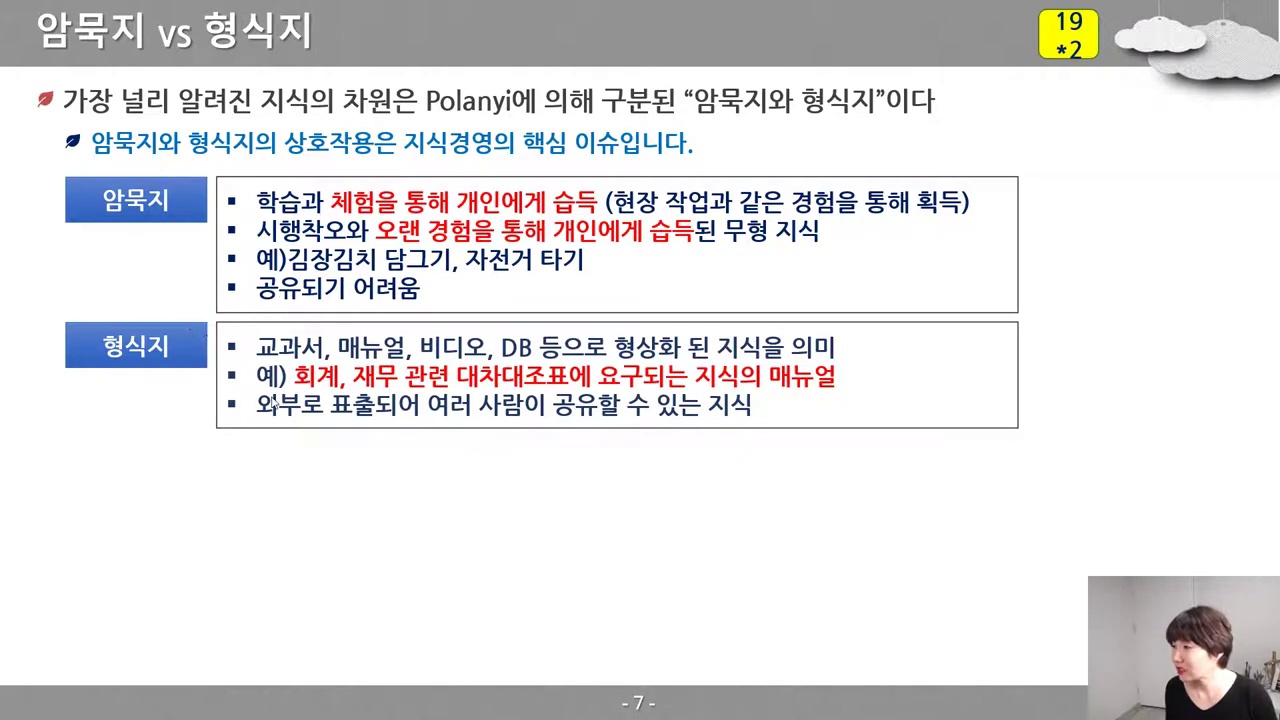 암묵지 vs 형식지
19
*2
가장 널리 알려진 지식의 차원은 Polanyi에 의해 구분된 “암묵지와 형식지”이다
암묵지와 형식지의 상호작용은 지식경영의 핵심 이슈입니다.
암묵지
▪ 학습과 체험을 통해 개인에게 습득 (현장 작업과 같은 경험을 통해 획득)
▪ 시행착오와 오랜 경험을 통해 개인에게 습득된 무형 지식
▪ 예)김장김치 담그기, 자전거 타기
▪ 공유되기 어려움
형식지
▪ 교과서, 매뉴얼, 비디오, DB 등으로 형상화 된 지식을 의미
▪ 예) 회계, 재무 관련 대차대조표에 요구되는 지식의 매뉴얼
▪ 외부로 표출되어 여러 사람이 공유할 수 있는 지식
- 7 -